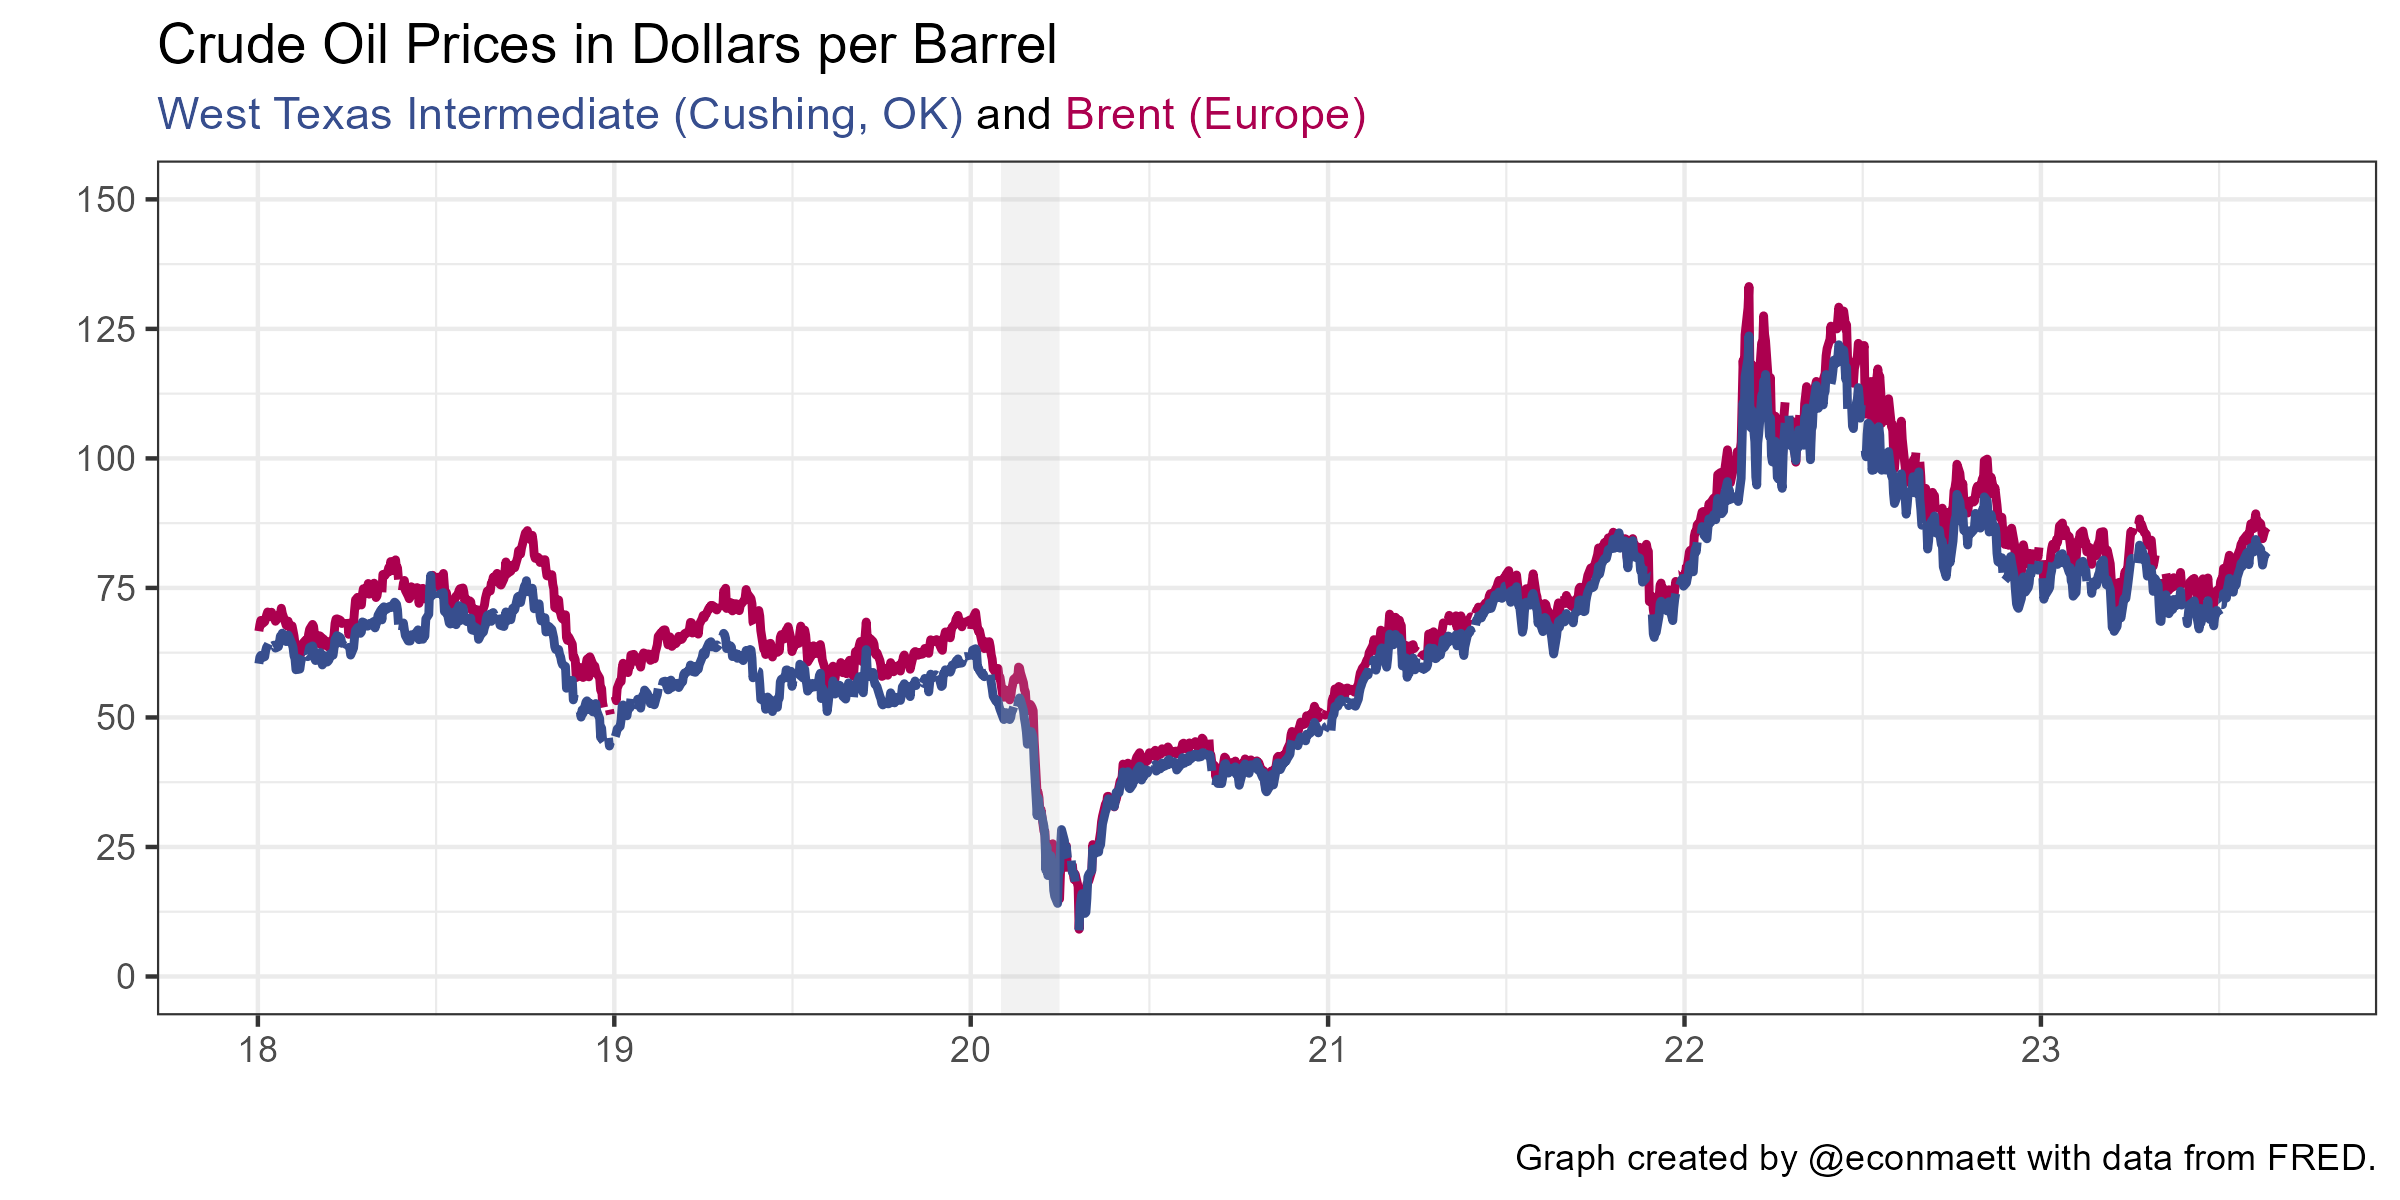 Crude Oil Prices in Dollars per Barrel
West Texas Intermediate (Cushing, OK) and Brent (Europe)
150
125
100
75
50
25
0
18 19 20 21 22 23
Graph created by @econmaett with data from FRED.